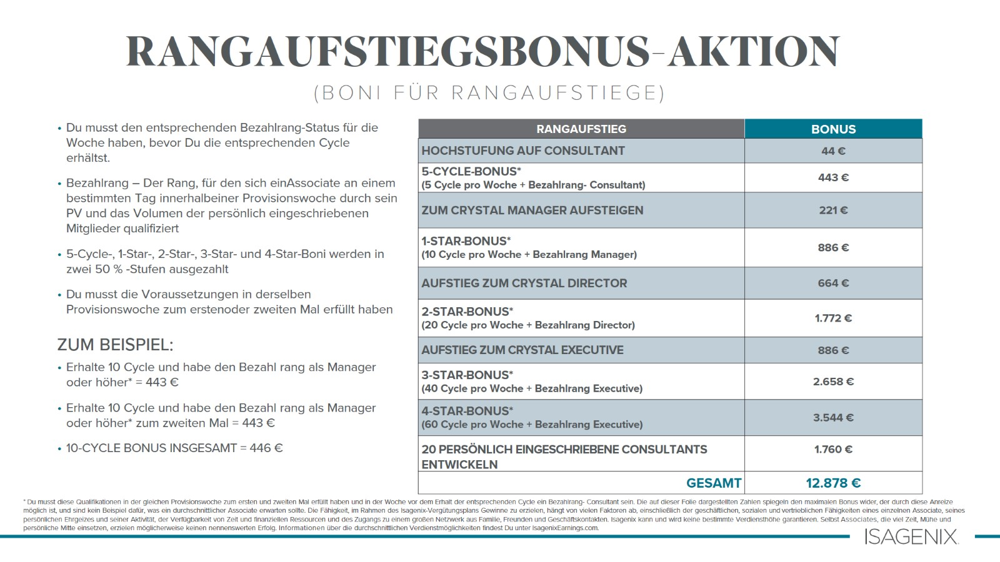 RANGAUFSTIEGSBONUS-AKTION
(BONI FÜR RANGAUFSTIEGE)
• Du musst den entsprechenden Bezahlrang-Status für die
Woche haben, bevor Du die entsprechenden Cycle
erhältst.
• Bezahlrang – Der Rang, für den sich einAssociate an einem
bestimmten Tag innerhalbeiner Provisionswoche durch sein
PV und das Volumen der persönlich eingeschriebenen
Mitglieder qualifiziert
• 5-Cycle-, 1-Star-, 2-Star-, 3-Star- und 4-Star-Boni werden in
zwei 50 % -Stufen ausgezahlt
• Du musst die Voraussetzungen in derselben
Provisionswoche zum erstenoder zweiten Mal erfüllt haben
ZUM BEISPIEL:
• Erhalte 10 Cycle und habe den Bezahl rang als Manager
oder höher* = 443 €
• Erhalte 10 Cycle und habe den Bezahl rang als Manager
oder höher* zum zweiten Mal = 443 €
• 10-CYCLE BONUS INSGESAMT = 446 €
RANGAUFSTIEG BONUS
HOCHSTUFUNG AUF CONSULTANT 44 €
5-CYCLE-BONUS*
(5 Cycle pro Woche + Bezahlrang- Consultant) 443 €
ZUM CRYSTAL MANAGER AUFSTEIGEN 221 €
1-STAR-BONUS*
(10 Cycle pro Woche + Bezahlrang Manager) 886 €
AUFSTIEG ZUM CRYSTAL DIRECTOR 664 €
2-STAR-BONUS*
(20 Cycle pro Woche + Bezahlrang Director) 1.772 €
AUFSTIEG ZUM CRYSTAL EXECUTIVE 886 €
3-STAR-BONUS*
(40 Cycle pro Woche + Bezahlrang Executive) 2.658 €
4-STAR-BONUS*
(60 Cycle pro Woche + Bezahlrang Executive) 3.544 €
20 PERSÖNLICH EINGESCHRIEBENE CONSULTANTS 1.760 €
ENTWICKELN
GESAMT 12.878 €
* Du musst diese Qualifikationen in der gleichen Provisionswoche zum ersten und zweiten Mal erfüllt haben und in der Woche vor dem Erhalt der entsprechenden Cycle ein Bezahlrang- Consultant sein. Die auf dieser Folie dargestellten Zahlen spiegeln den maximalen Bonus wider, der durch diese Anreize
möglich ist, und sind kein Beispiel dafür, was ein durchschnittlicher Associate erwarten sollte. Die Fähigkeit, im Rahmen des Isagenix-Vergütungsplans Gewinne zu erzielen, hängt von vielen Faktoren ab, einschließlich der geschäftlichen, sozialen und vertrieblichen Fähigkeiten eines einzelnen Associate, seines
persönlichen Ehrgeizes und seiner Aktivität, der Verfügbarkeit von Zeit und finanziellen Ressourcen und des Zugangs zu einem großen Netzwerk aus Familie, Freunden und Geschäftskontakten. Isagenix kann und wird keine bestimmte Verdiensthöhe garantieren. Selbst Associates, die viel Zeit, Mühe und
persönliche Mitte einsetzen, erzielen möglicherweise keinen nennenswerten Erfolg. Informationen über die durchschnittlichen Verdienstmöglichkeiten findest Du unter IsagenixEarnings.com.
ISAGENIX